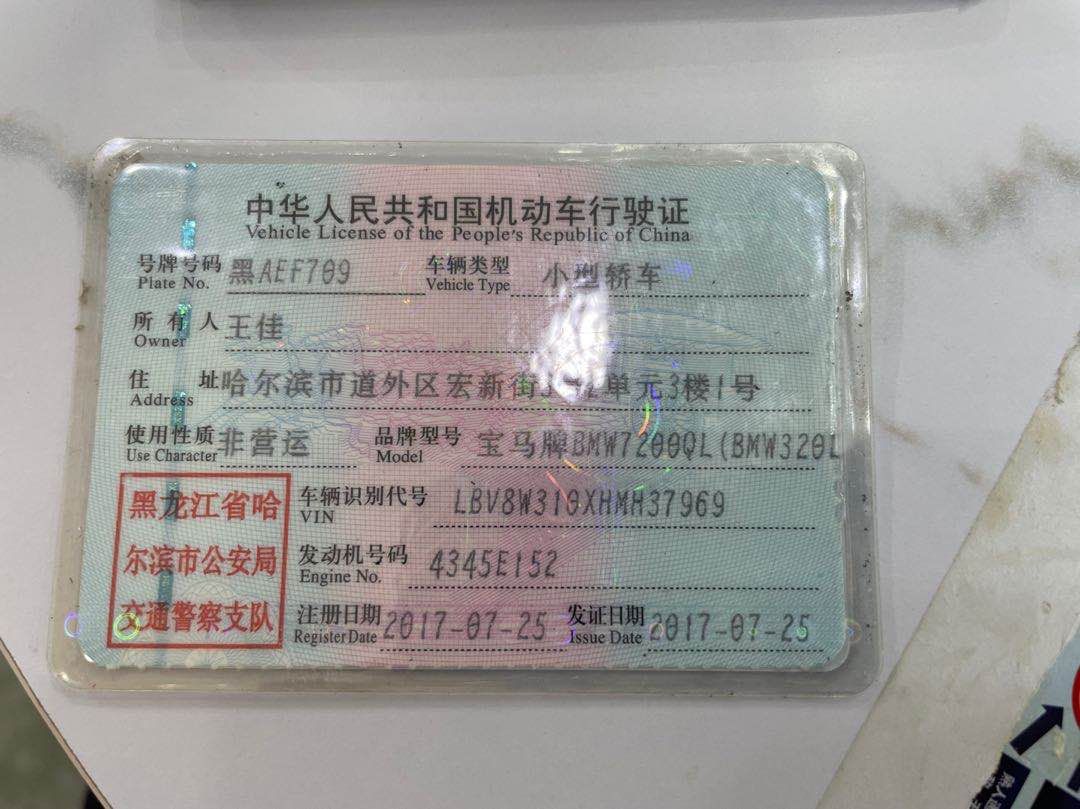 中华人民共和国机动车行驶证
Vehicle License of the People's Republic of China
号牌号码 黑AEF709 车辆类型 小型轿车
Plate No. Vehicle Type
所有人 王佳
Owner
住址 哈尔滨市道外区宏新街 单元3楼1号
Address
使用性质 非营运 品牌型号 宝马牌BMW7200QL(BMW320L
Use Character Model
黑龙江省哈
尔滨市公安局
交通警察支队
车辆识别代号 LBV8W310XHMH37969
VIN
发动机号码 4345E152
Engine No.
注册日期 2017-07-25 发证日期 2017-07-25
Register Date Issue Date